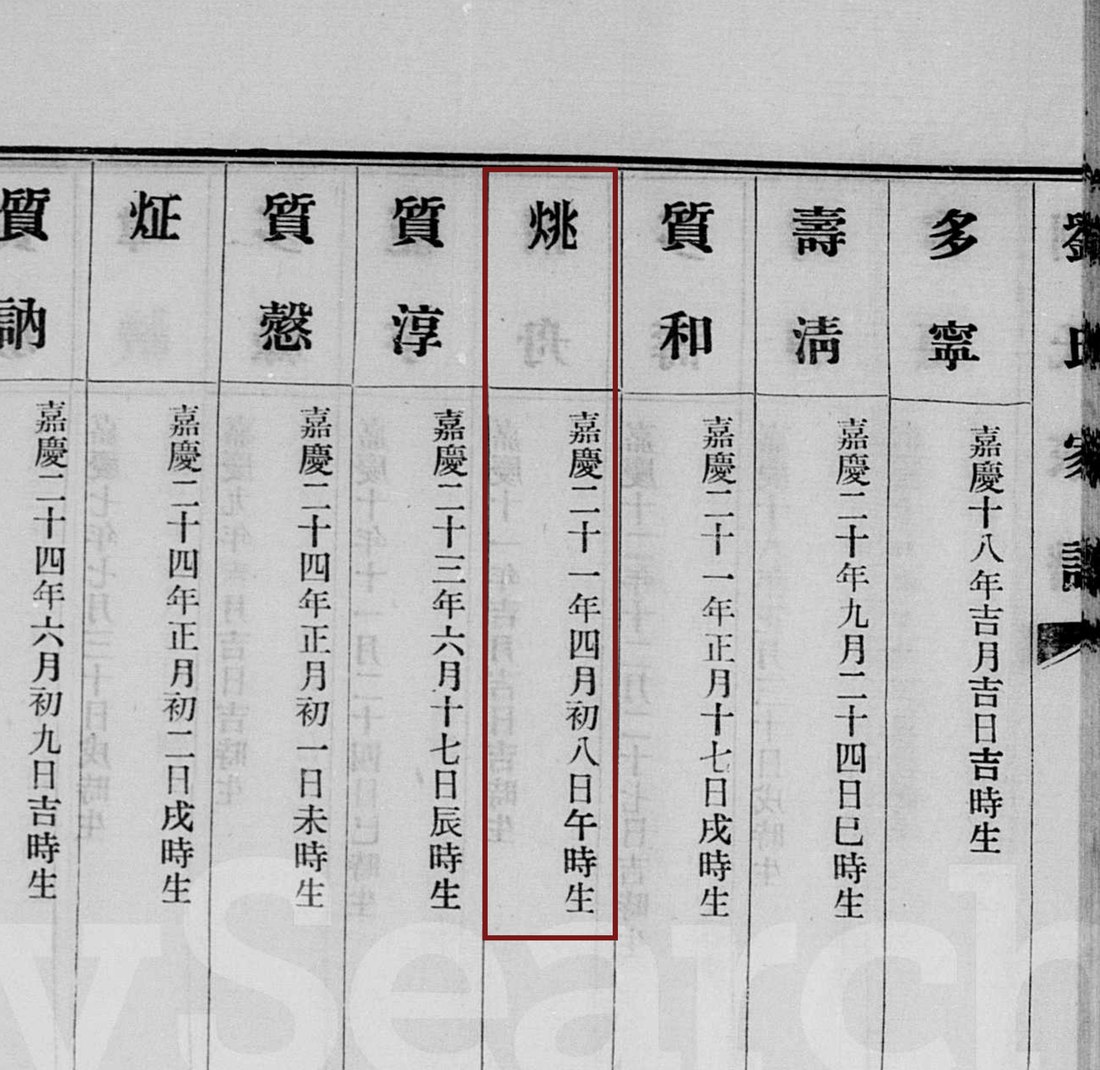 劉氏家譜
多寧
嘉慶十八年吉月吉日吉時生
壽清
嘉慶二十年九月二十四日巳時生
質和
嘉慶二十一年正月十七日戌時生
烑
嘉慶二十一年四月初八日午時生
質淳
嘉慶二十三年六月十七日辰時生
質慤
嘉慶二十四年正月初一日未時生
炡
嘉慶二十四年正月初二日戌時生
質訥
嘉慶二十四年六月初九日吉時生
ySearch